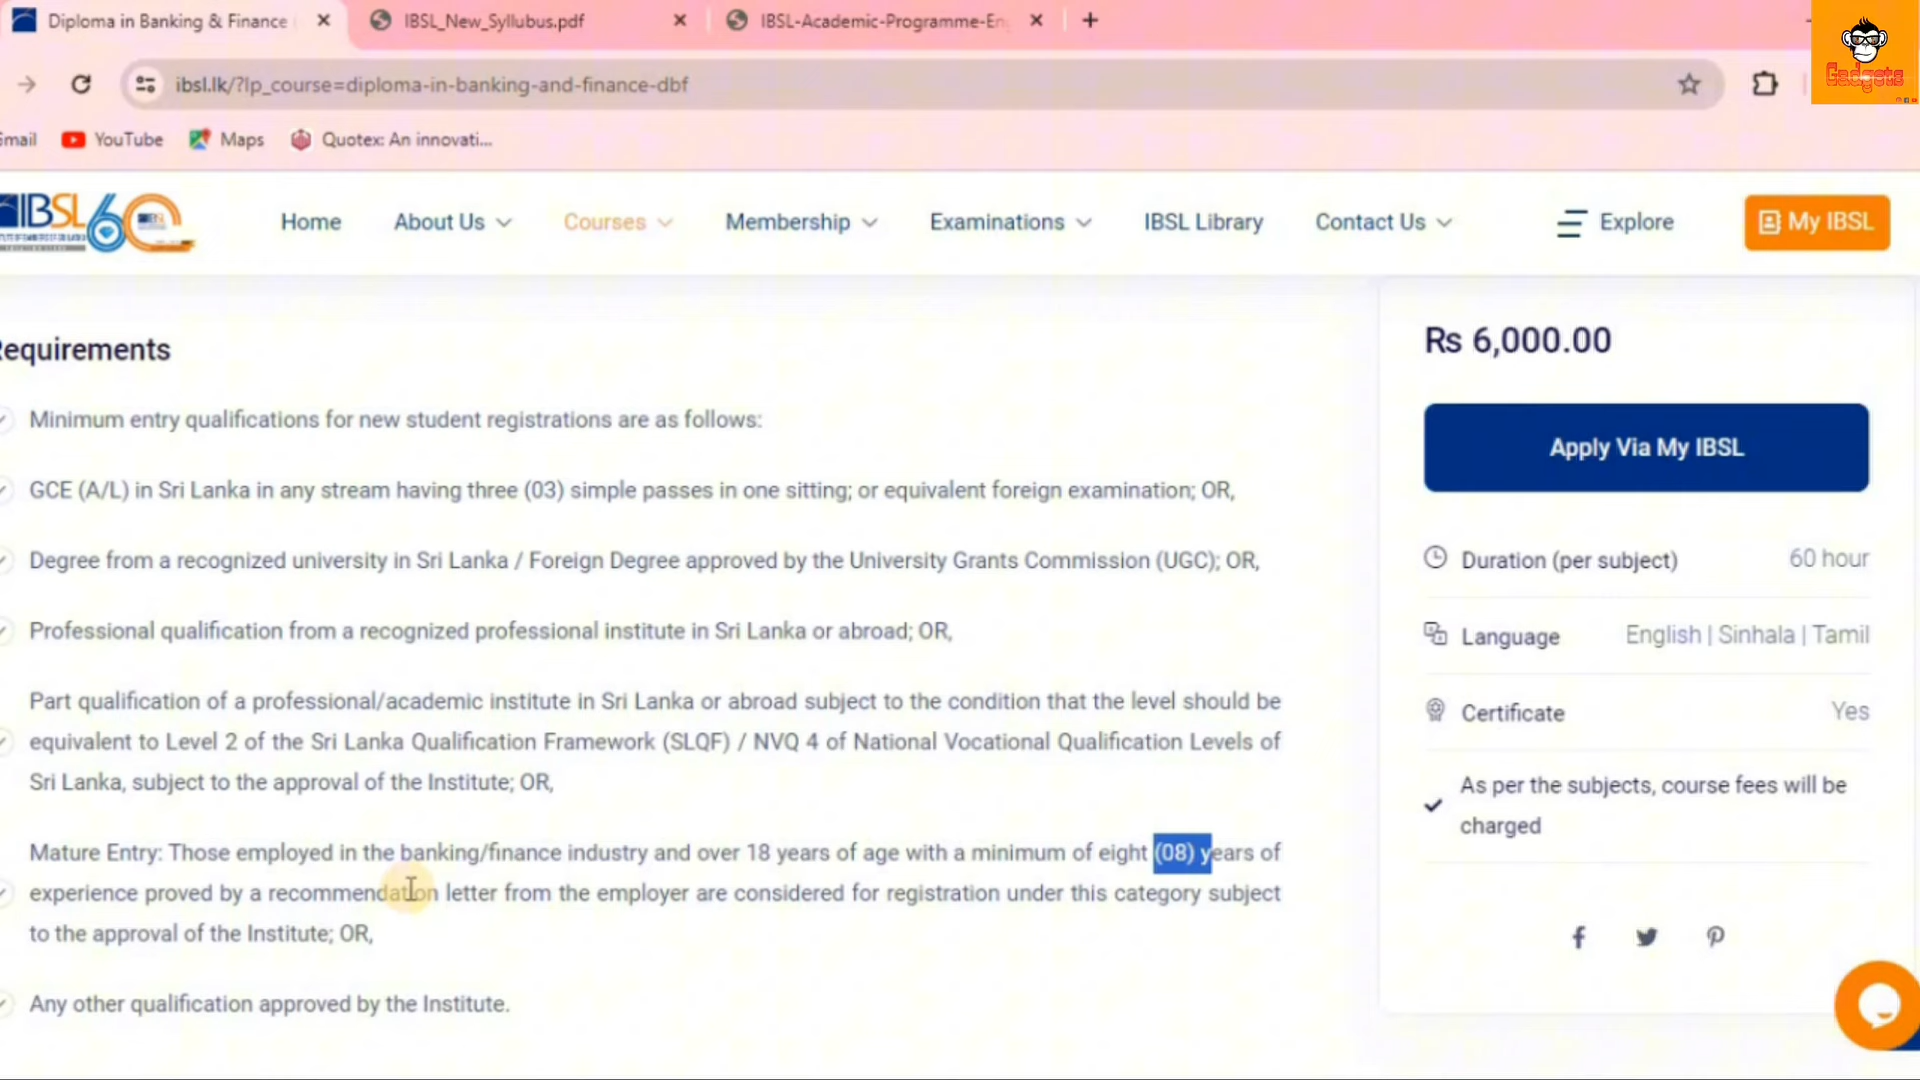 Diploma in Banking & Finance
IBSL_New_Syllubus.pdf
IBSL-Academic-Programme-En
ibsl.lk/?lp_course=diploma-in-banking-and-finance-dbf
Gadgets
mail
YouTube
Maps
Quotex: An innovati...
IBSL 60
Home
About Us
Courses
Membership
Examinations
IBSL Library
Contact Us
Explore
My IBSL
equirements
Minimum entry qualifications for new student registrations are as follows:
GCE (A/L) in Sri Lanka in any stream having three (03) simple passes in one sitting; or equivalent foreign examination; OR,
Degree from a recognized university in Sri Lanka / Foreign Degree approved by the University Grants Commission (UGC); OR,
Professional qualification from a recognized professional institute in Sri Lanka or abroad; OR,
Part qualification of a professional/academic institute in Sri Lanka or abroad subject to the condition that the level should be
equivalent to Level 2 of the Sri Lanka Qualification Framework (SLQF) / NVQ 4 of National Vocational Qualification Levels of
Sri Lanka, subject to the approval of the Institute; OR,
Mature Entry: Those employed in the banking/finance industry and over 18 years of age with a minimum of eight (08) years of
experience proved by a recommendation letter from the employer are considered for registration under this category subject
to the approval of the Institute; OR,
Any other qualification approved by the Institute.
Rs 6,000.00
Apply Via My IBSL
Duration (per subject) 60 hour
Language English | Sinhala | Tamil
Certificate Yes
As per the subjects, course fees will be
charged